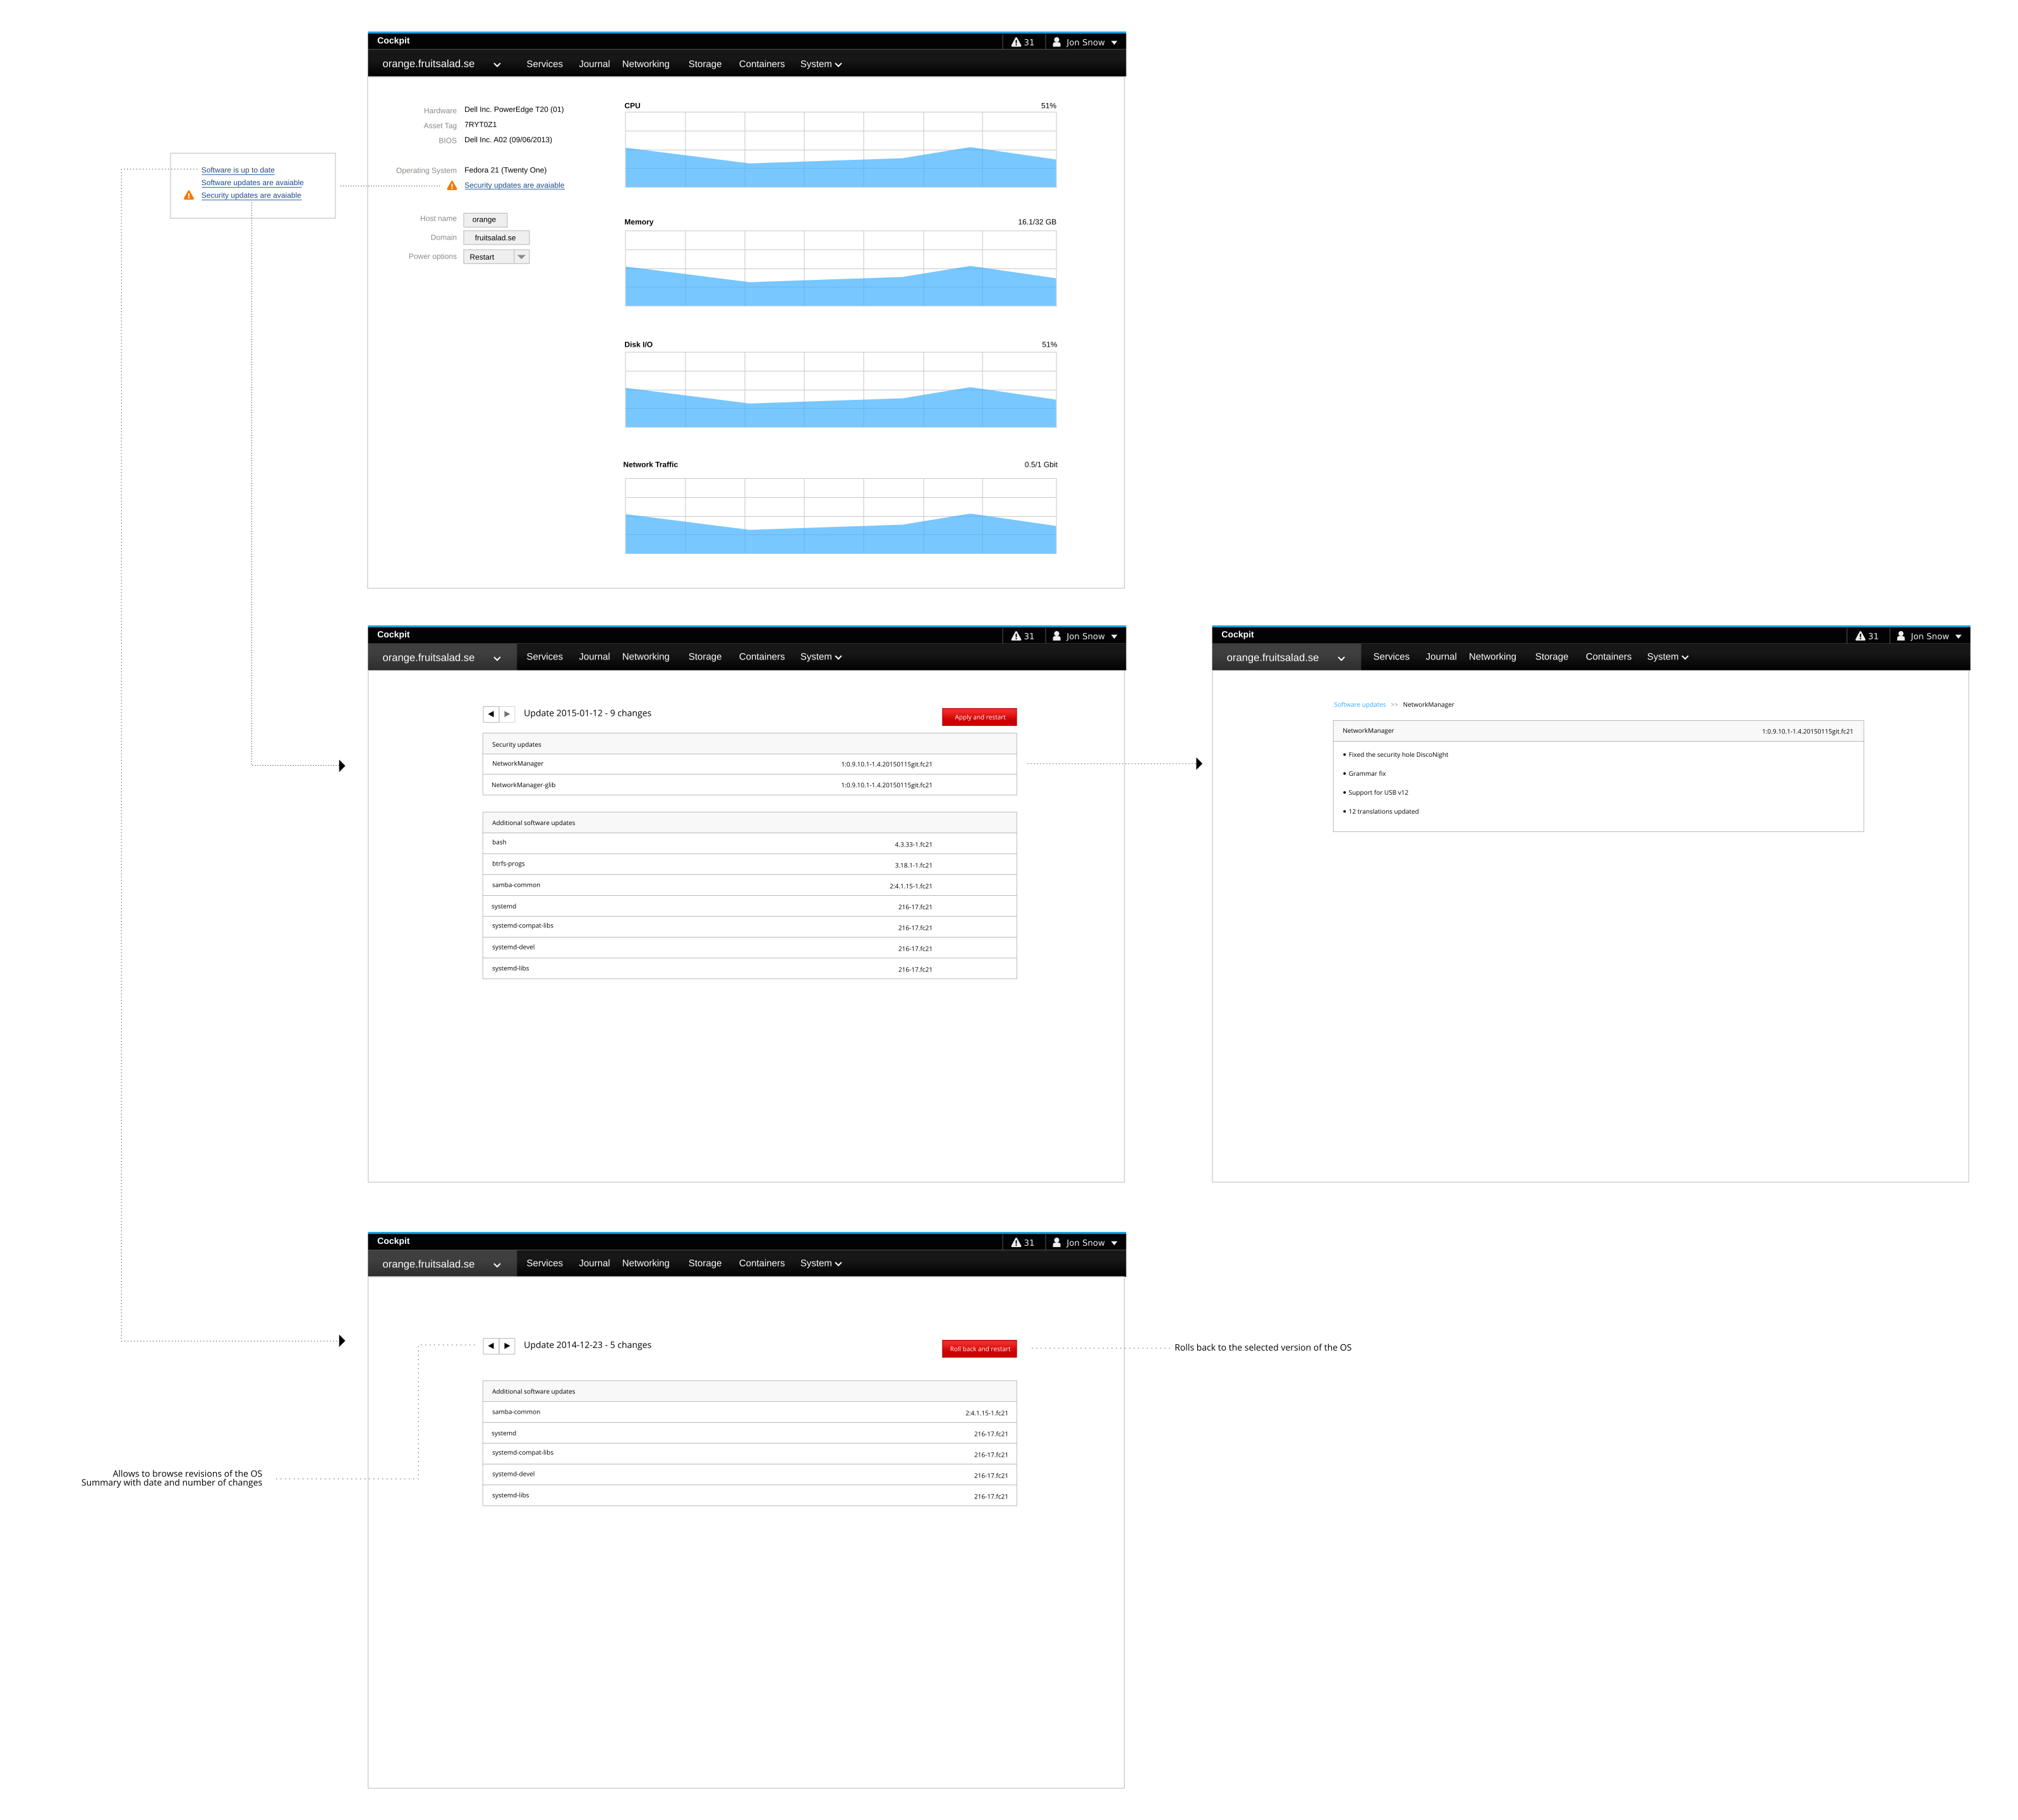 Cockpit
31
Jon Snow
orange.fruitsalad.se
Services
Journal
Networking
Storage
Containers
System
Hardware
Dell Inc. PowerEdge T20 (01)
Asset Tag
7RYT0Z1
BIOS
Dell Inc. A02 (09/06/2013)
Operating System
Fedora 21 (Twenty One)
Security updates are avaiable
Host name
orange
Domain
fruitsalad.se
Power options
Restart
CPU
51%
Memory
16.1/32 GB
Disk I/O
51%
Network Traffic
0.5/1 Gbit
Software is up to date
Software updates are avaiable
Security updates are avaiable
Cockpit
31
Jon Snow
orange.fruitsalad.se
Services
Journal
Networking
Storage
Containers
System
Update 2015-01-12 - 9 changes
Apply and restart
Security updates
NetworkManager
1:0.9.10.1-1.4.20150115git.fc21
NetworkManager-glib
1:0.9.10.1-1.4.20150115git.fc21
Additional software updates
bash
4.3.33-1.fc21
btrfs-progs
3.18.1-1.fc21
samba-common
2:4.1.15-1.fc21
systemd
216-17.fc21
systemd-compat-libs
216-17.fc21
systemd-devel
216-17.fc21
systemd-libs
216-17.fc21
Cockpit
31
Jon Snow
orange.fruitsalad.se
Services
Journal
Networking
Storage
Containers
System
Software updates >> NetworkManager
NetworkManager
1:0.9.10.1-1.4.20150115git.fc21
• Fixed the security hole DiscoNight
• Grammar fix
• Support for USB v12
• 12 translations updated
Cockpit
31
Jon Snow
orange.fruitsalad.se
Services
Journal
Networking
Storage
Containers
System
Update 2014-12-23 - 5 changes
Roll back and restart
Rolls back to the selected version of the OS
Additional software updates
samba-common
2:4.1.15-1.fc21
systemd
216-17.fc21
systemd-compat-libs
216-17.fc21
systemd-devel
216-17.fc21
systemd-libs
216-17.fc21
Allows to browse revisions of the OS
Summary with date and number of changes